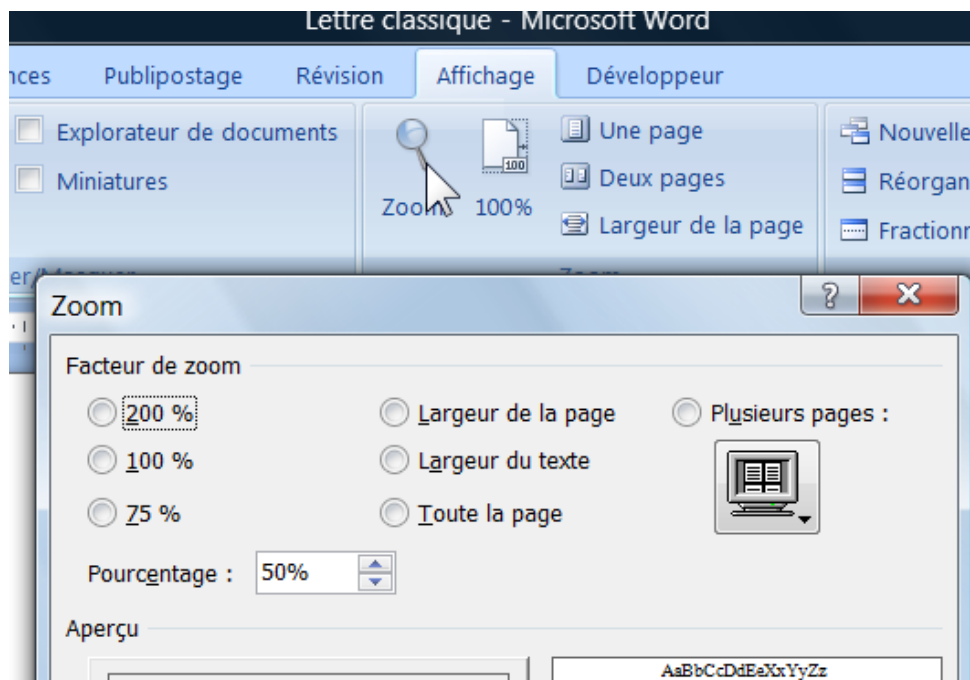 Lettre classique - Microsoft Word
Publipostage Révision Affichage Développeur
Explorateur de documents
Miniatures
Zoom 100%
100
Une page
Deux pages
Largeur de la page
Nouvelle
Réorgan
Fractionn
Zoom
Facteur de zoom
200 %
100 %
75 %
Largeur de la page
Largeur du texte
Toute la page
Plusieurs pages :
Pourcentage : 50%
Aperçu
AaBbCcDdEeXxYyZz